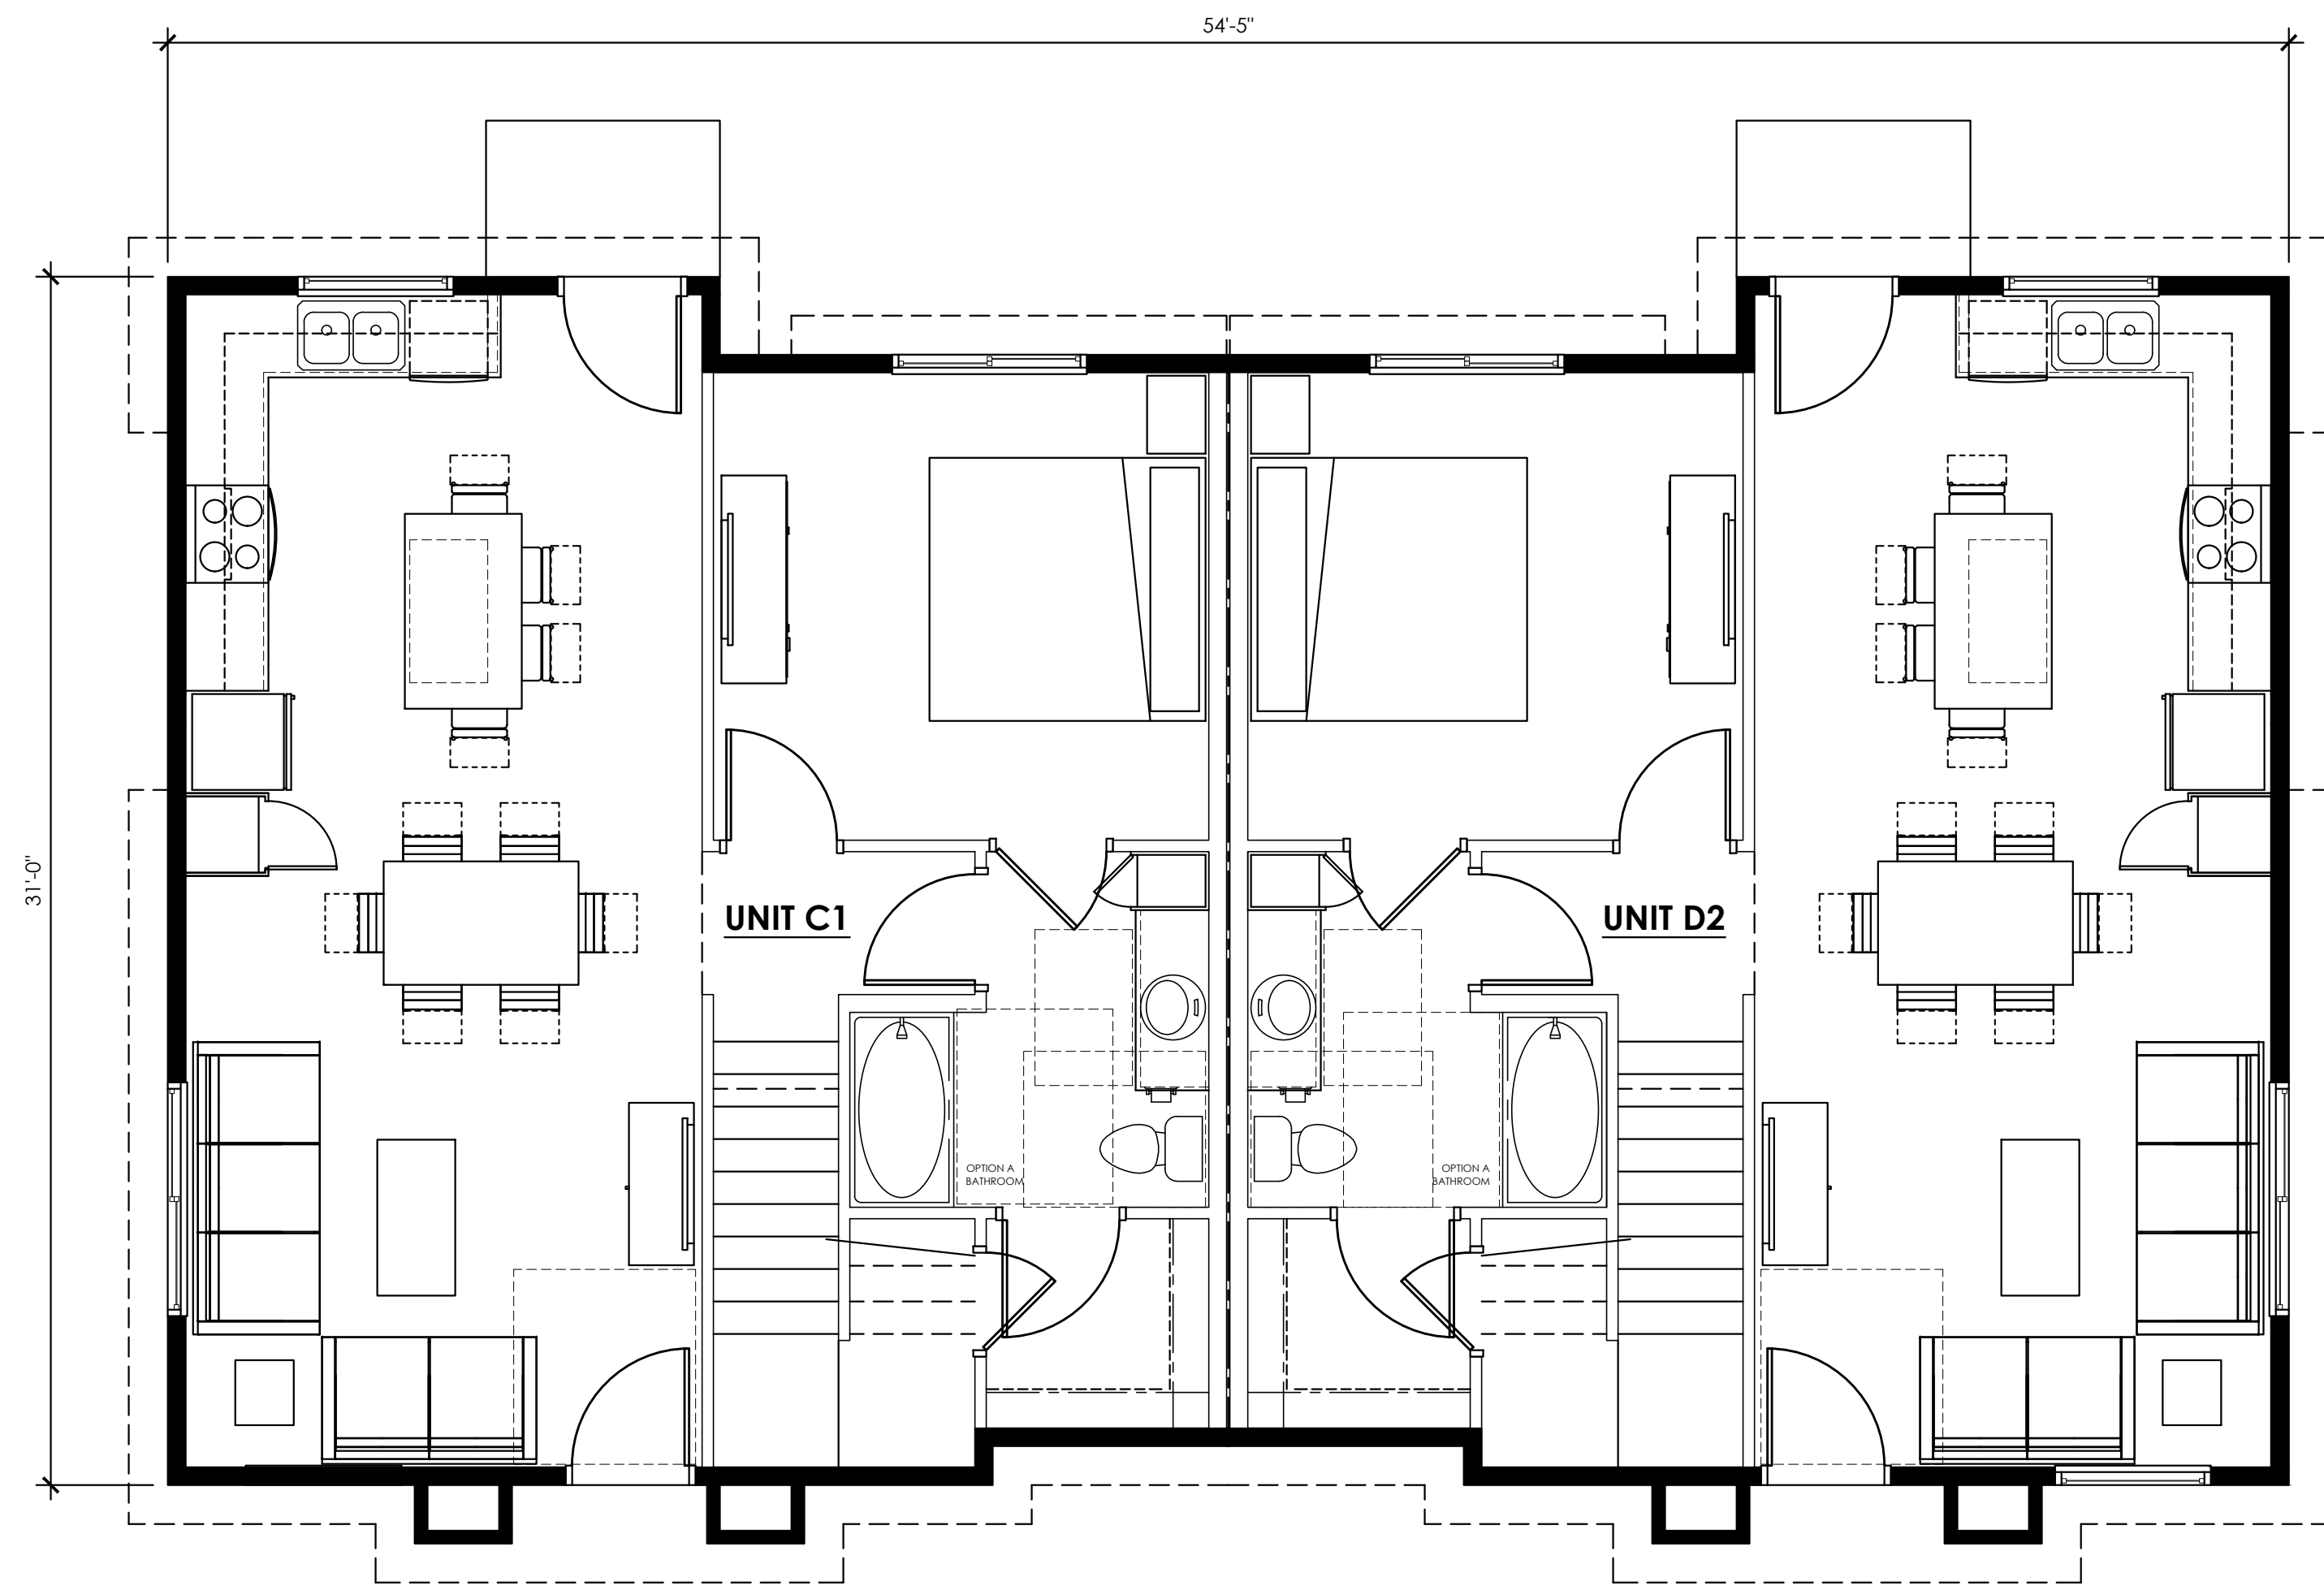 54'-5"
31'-0"
UNIT C1
UNIT D2
OPTION A
BATHROOM
OPTION A
BATHROOM